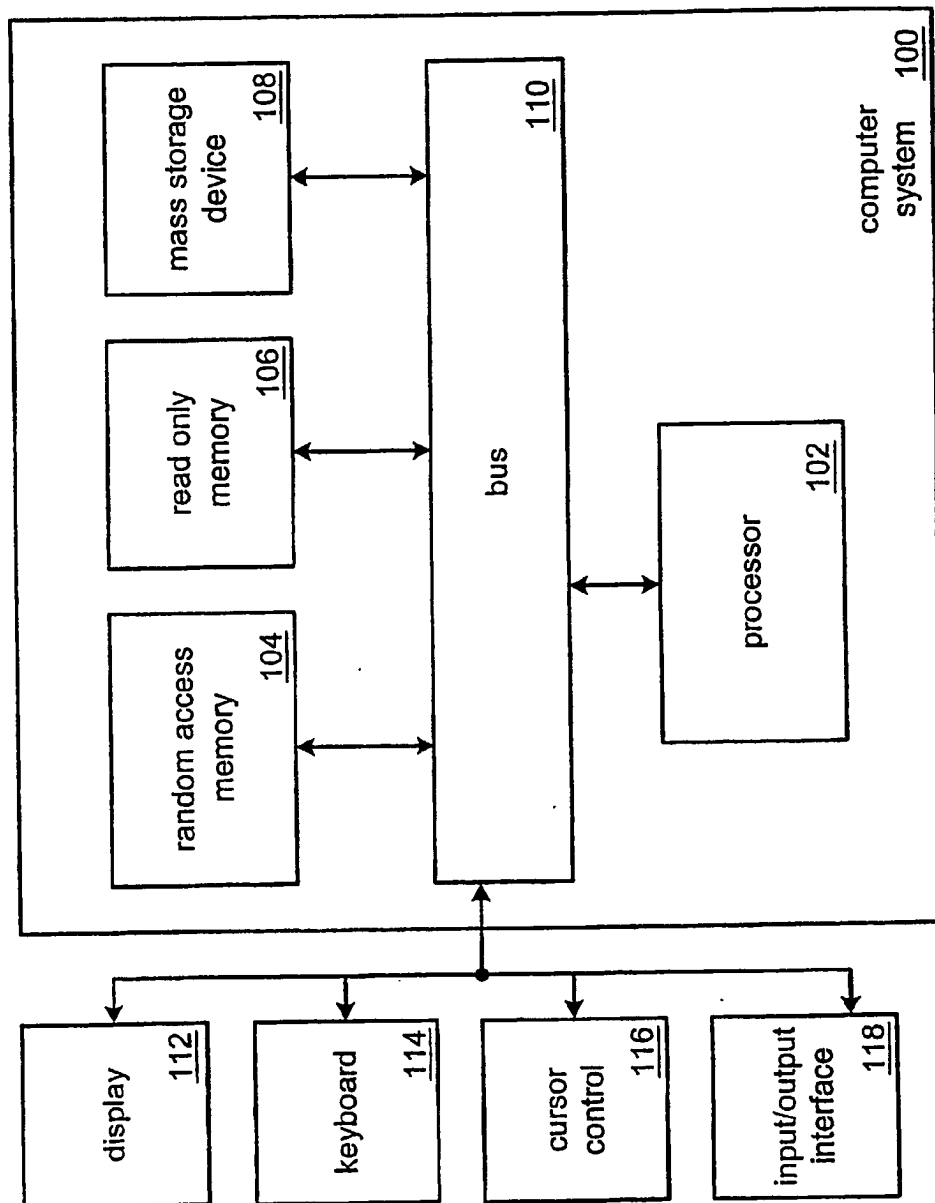 display
112
keyboard
114
cursor
control
116
input/output
interface
118
random access
memory
104
read only
memory
106
mass storage
device
108
bus
110
processor
102
computer
system
100